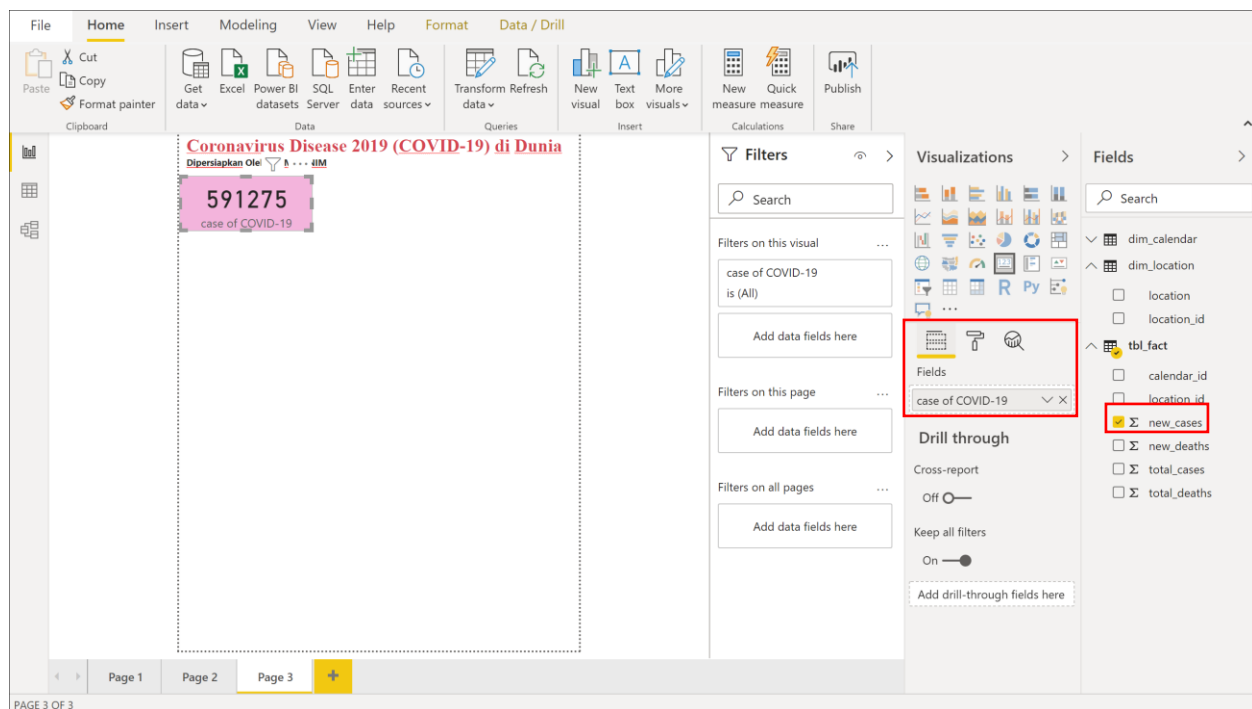 File Home Insert Modeling View Help Format Data / Drill
Paste
Cut
Copy
Format painter
Clipboard
Get data
Excel
Power BI datasets
SQL Server
Enter data
Recent sources
Data
Transform data
Refresh
Queries
New visual
Text box
More visuals
Insert
New measure
Quick measure
Calculations
Publish
Share
Coronavirus Disease 2019 (COVID-19) di Dunia
Dipersiapkan Ole
591275
case of COVID-19
Filters
Search
Filters on this visual ...
case of COVID-19
is (All)
Add data fields here
Filters on this page ...
Add data fields here
Filters on all pages ...
Add data fields here
Visualizations
R Py
...
Fields
case of COVID-19
Drill through
Cross-report
Off
Keep all filters
On
Add drill-through fields here
Fields
Search
dim_calendar
dim_location
location
location_id
tbl_fact
calendar_id
location_id
Σ new_cases
Σ new_deaths
Σ total_cases
Σ total_deaths
Page 1 Page 2 Page 3 +
PAGE 3 OF 3